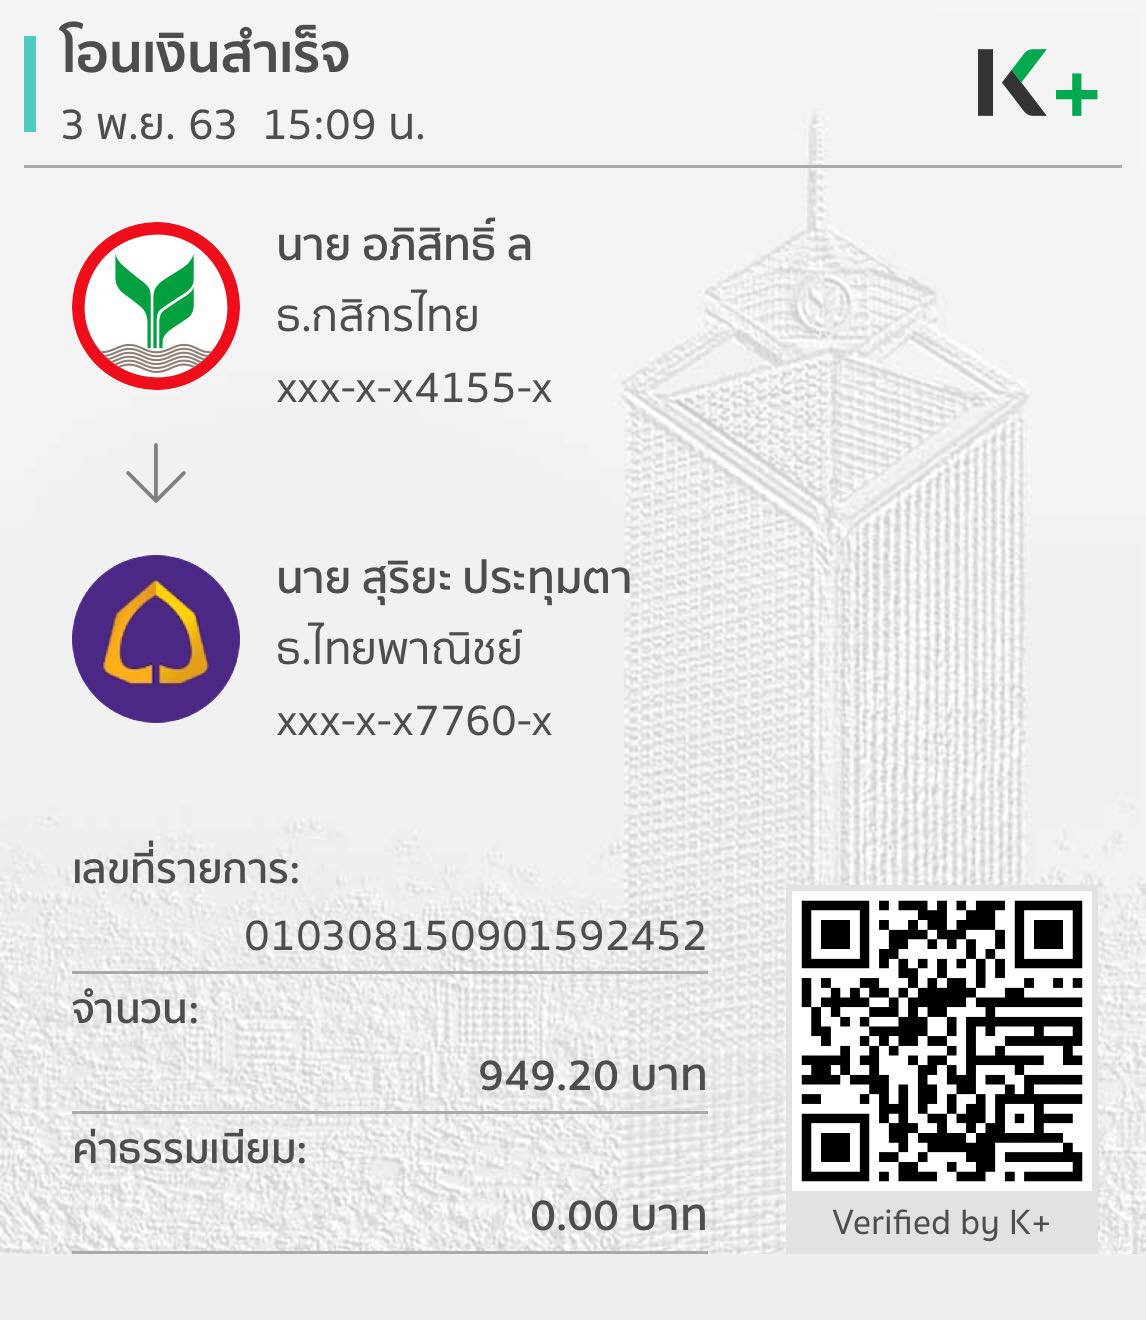 โอนเงินสำเร็จ
3 พ.ย. 63 15:09 น.
K+
นาย อภิสิทธิ์ ล
ธ.กสิกรไทย
xxx-x-x4155-x
นาย สุริยะ ประทุมตา
ธ.ไทยพาณิชย์
xxx-x-x7760-x
เลขที่รายการ:
010308150901592452
จำนวน:
949.20 บาท
ค่าธรรมเนียม:
0.00 บาท
Verified by K+